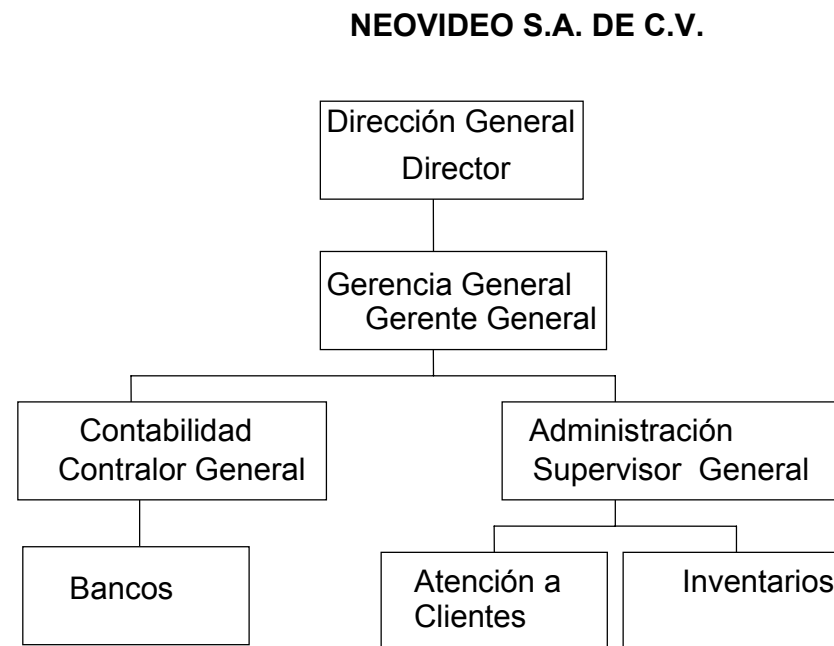 NEOVIDEO S.A. DE C.V.
Dirección General
Director
Gerencia General
Gerente General
Contabilidad
Contralor General
Administración
Supervisor General
Bancos
Atención a
Clientes
Inventarios